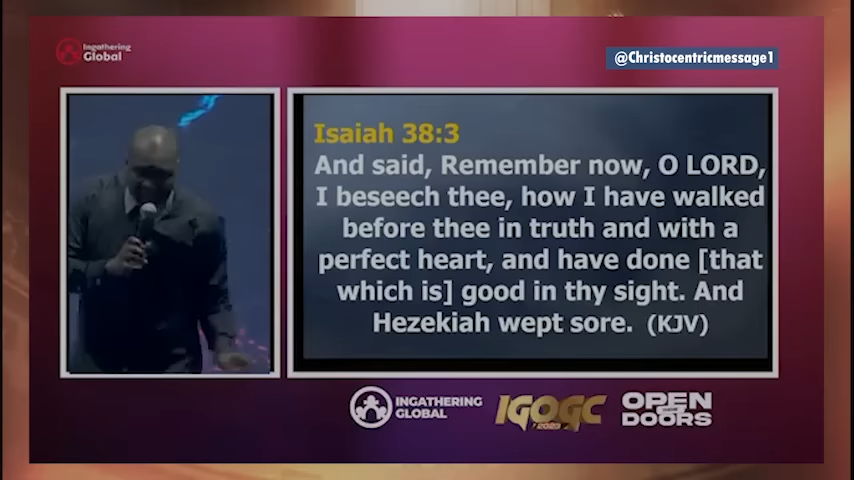 Ingathering
Global
@Christocentricmessage1
Isaiah 38:3
And said, Remember now, O LORD,
I beseech thee, how I have walked
before thee in truth and with a
perfect heart, and have done [that
which is] good in thy sight. And
Hezekiah wept sore. (KJV)
INGATHERING
GLOBAL
IGOGC
2023
OPEN
DOORS